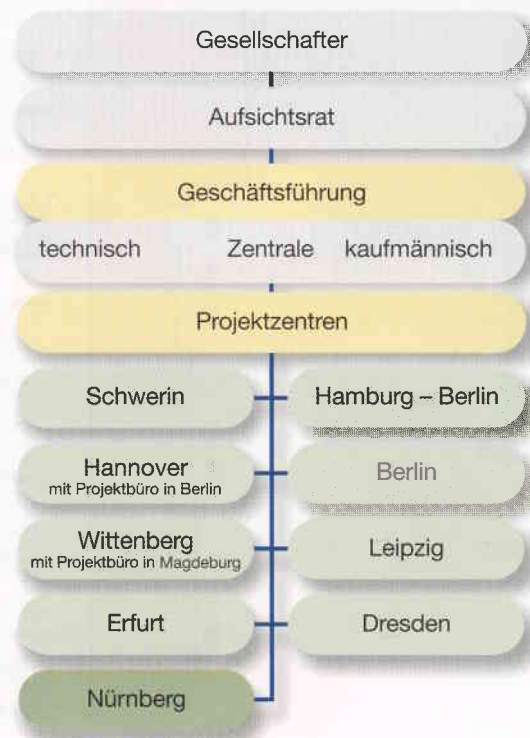 Gesellschafter
Aufsichtsrat
Geschäftsführung
technisch Zentrale kaufmännisch
Projektzentren
Schwerin
Hamburg – Berlin
Hannover
mit Projektbüro in Berlin
Berlin
Wittenberg
mit Projektbüro in Magdeburg
Leipzig
Erfurt
Dresden
Nürnberg